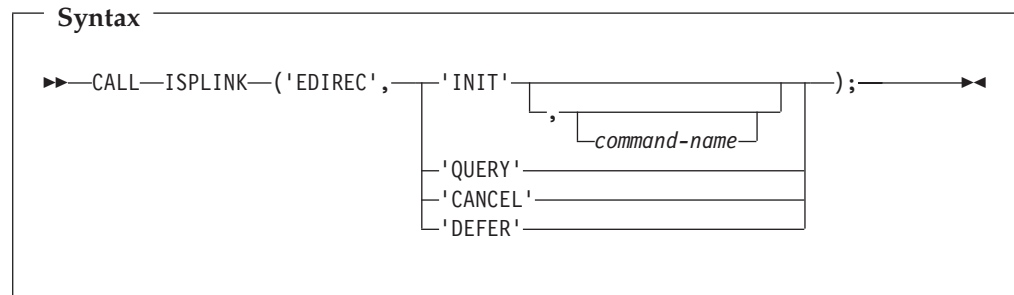 Syntax
►►—CALL—ISPLINK—('EDIREC',—'INIT'—);—►◄
,
command-name
'QUERY'
'CANCEL'
'DEFER'